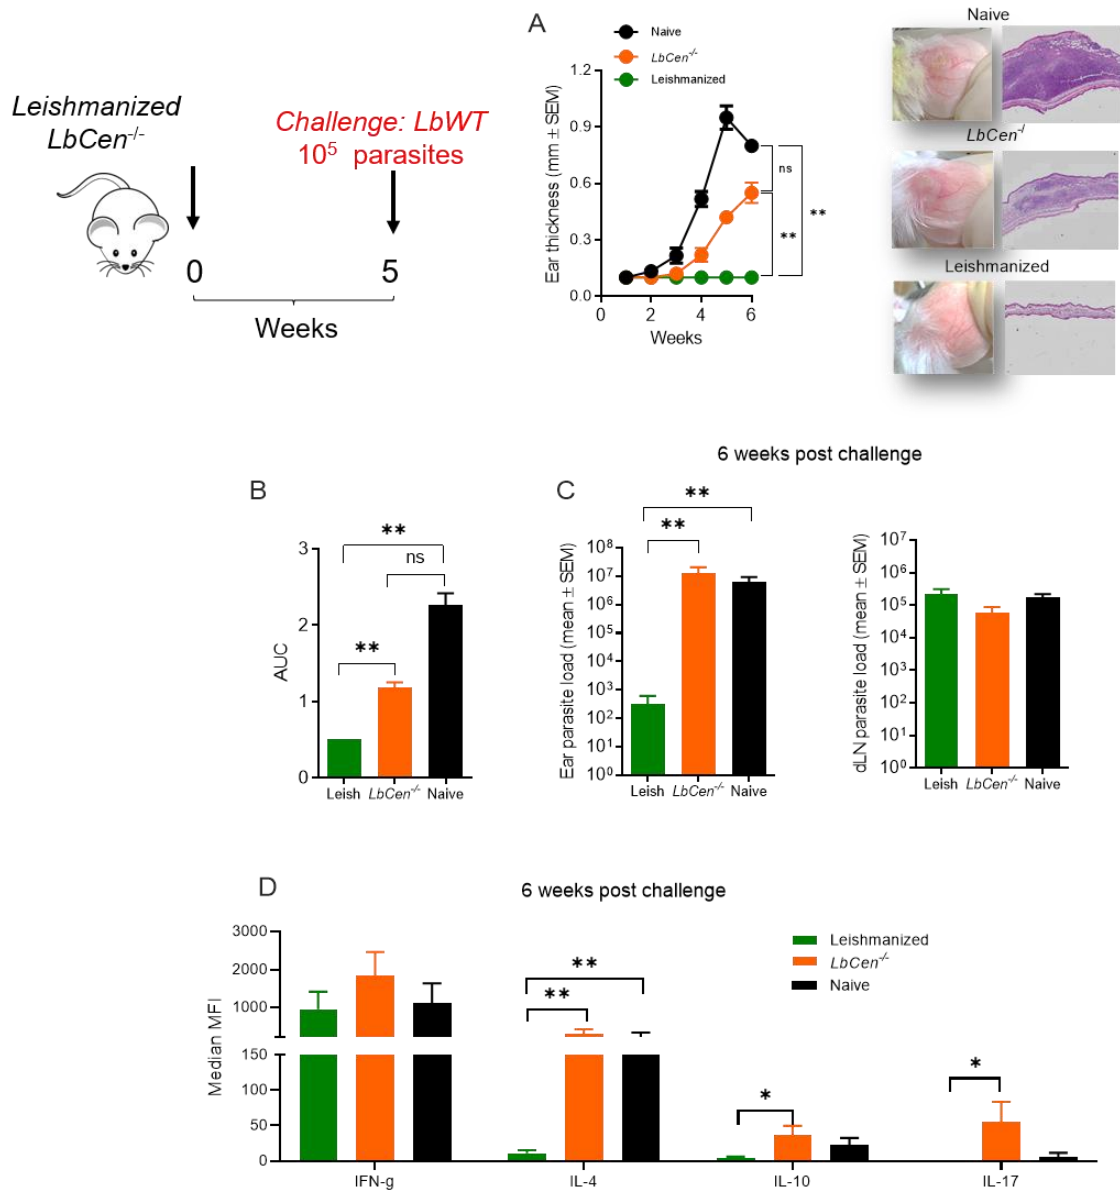 Leishmanized
LbCen-/-
Challenge: LbWT
10⁵ parasites
0
5
Weeks
A
Naive
LbCen-/-
Leishmanized
Ear thickness (mm ± SEM)
1.2
0.9
0.6
0.3
0.0
0
2
4
6
Weeks
ns
**
**
Naive
LbCen-/
Leishmanized
B
AUC
3
2
1
0
**
ns
**
Leish
LbCen-/-
Naive
6 weeks post challenge
C
Ear parasite load (mean ± SEM)
10⁸
10⁷
10⁶
10⁵
10⁴
10³
10²
10¹
10⁰
**
**
Leish
LbCen-/-
Naive
dLN parasite load (mean ± SEM)
10⁷
10⁶
10⁵
10⁴
10³
10²
10¹
10⁰
Leish
LbCen-/-
Naive
D
6 weeks post challenge
Leishmanized
LbCen-/-
Naive
Median MFI
3000
2000
1000
150
100
50
0
**
**
*
*
IFN-g
IL-4
IL-10
IL-17